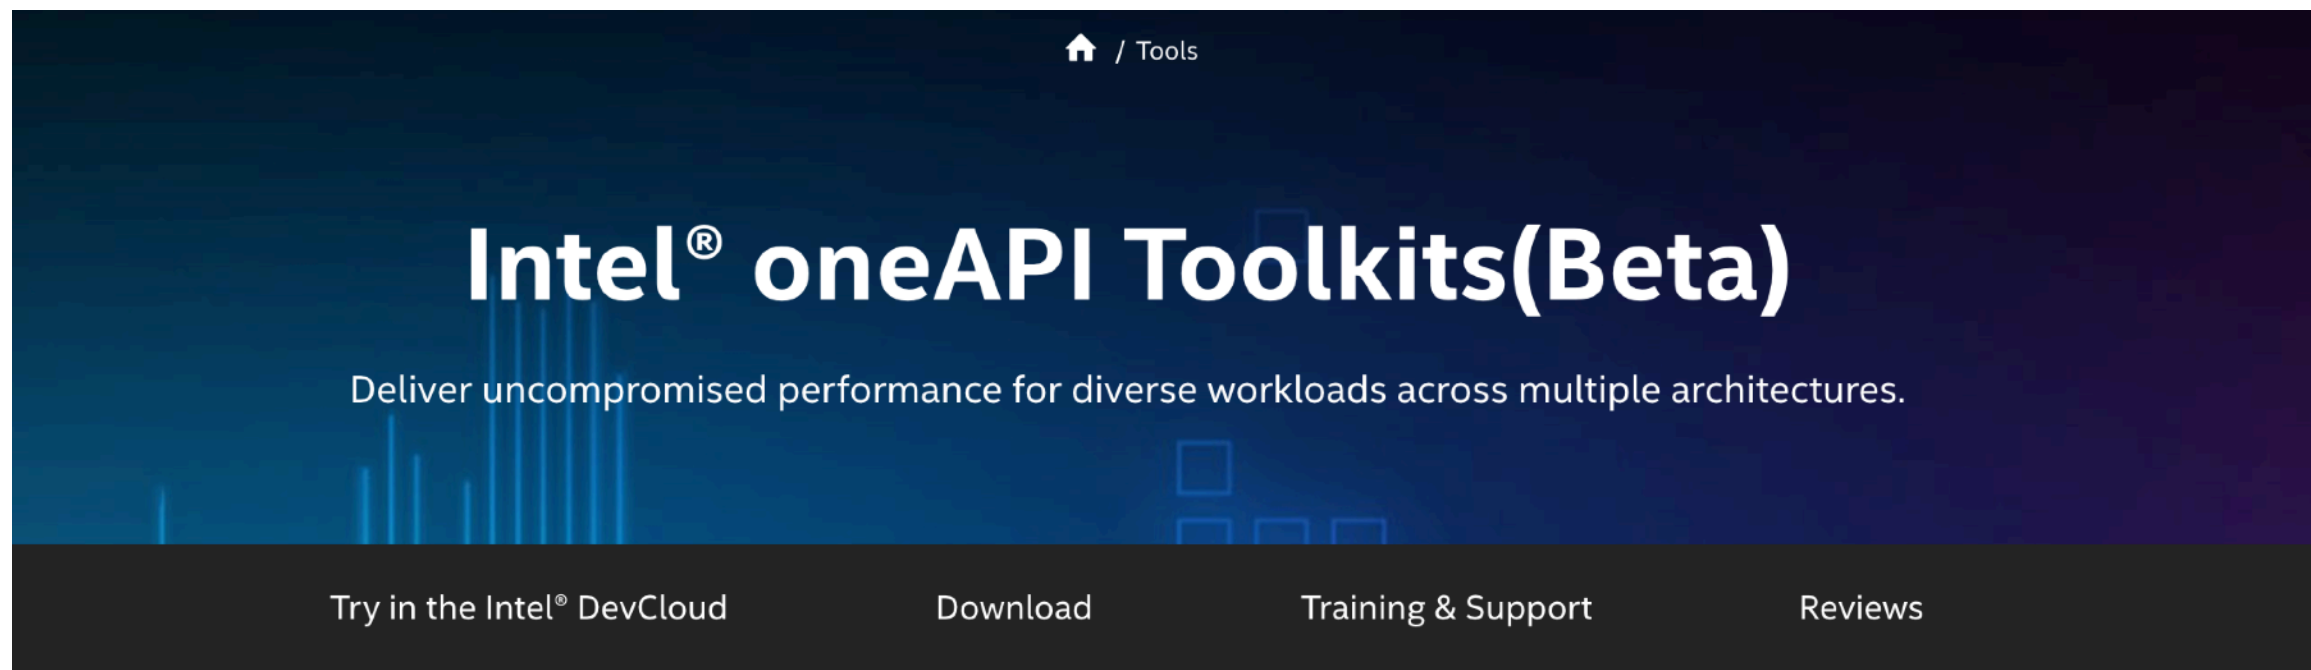 / Tools
Intel® oneAPI Toolkits(Beta)
Deliver uncompromised performance for diverse workloads across multiple architectures.
Try in the Intel® DevCloud Download Training & Support Reviews